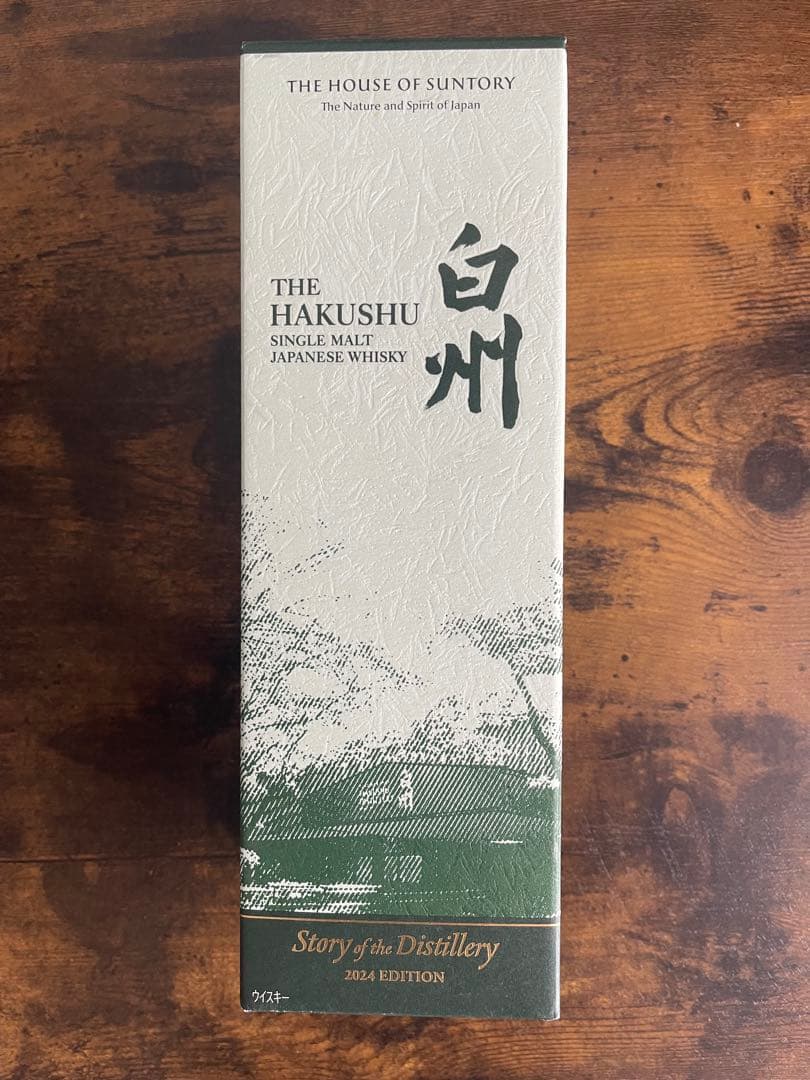 THE HOUSE OF SUNTORY
The Nature and Spirit of Japan
白州
THE
HAKUSHU
SINGLE MALT
JAPANESE WHISKY
Story of the Distillery
2024 EDITION
ウイスキー